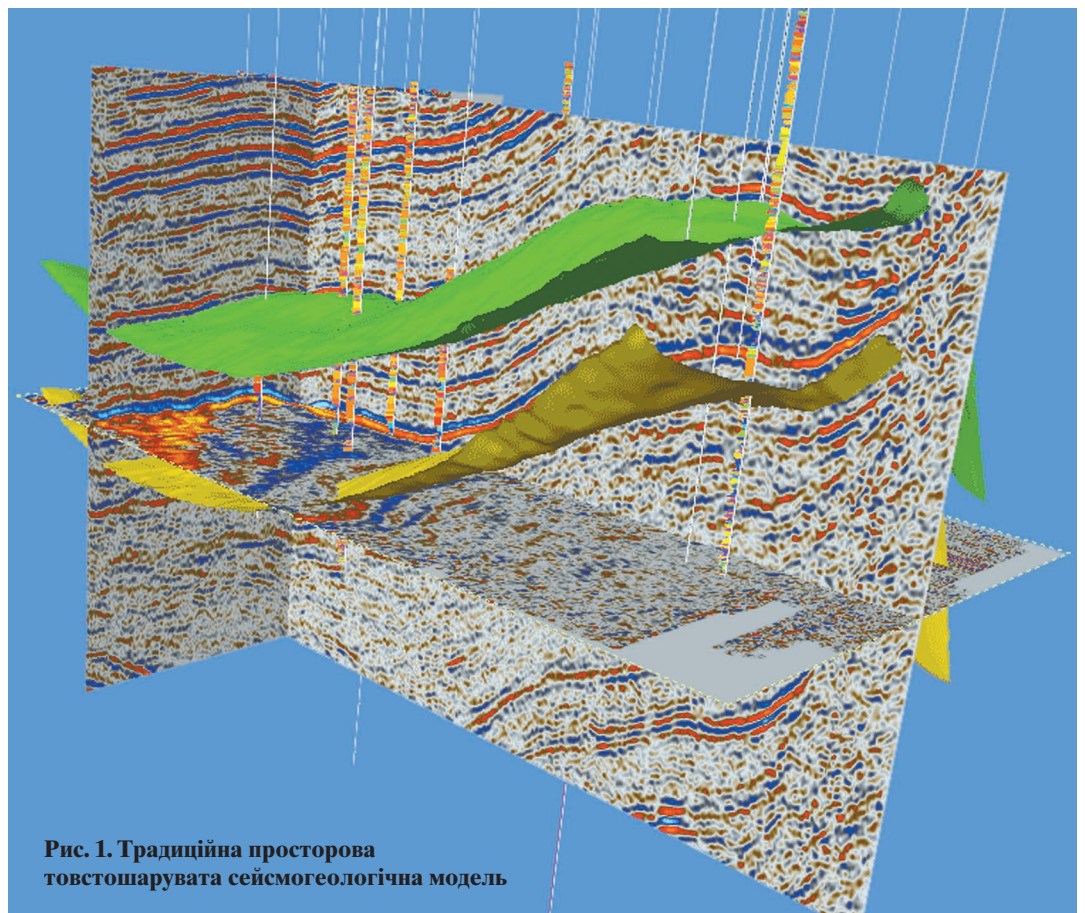 Рис. 1. Традиційна просторова
товстошарувата сейсмогеологічна модель